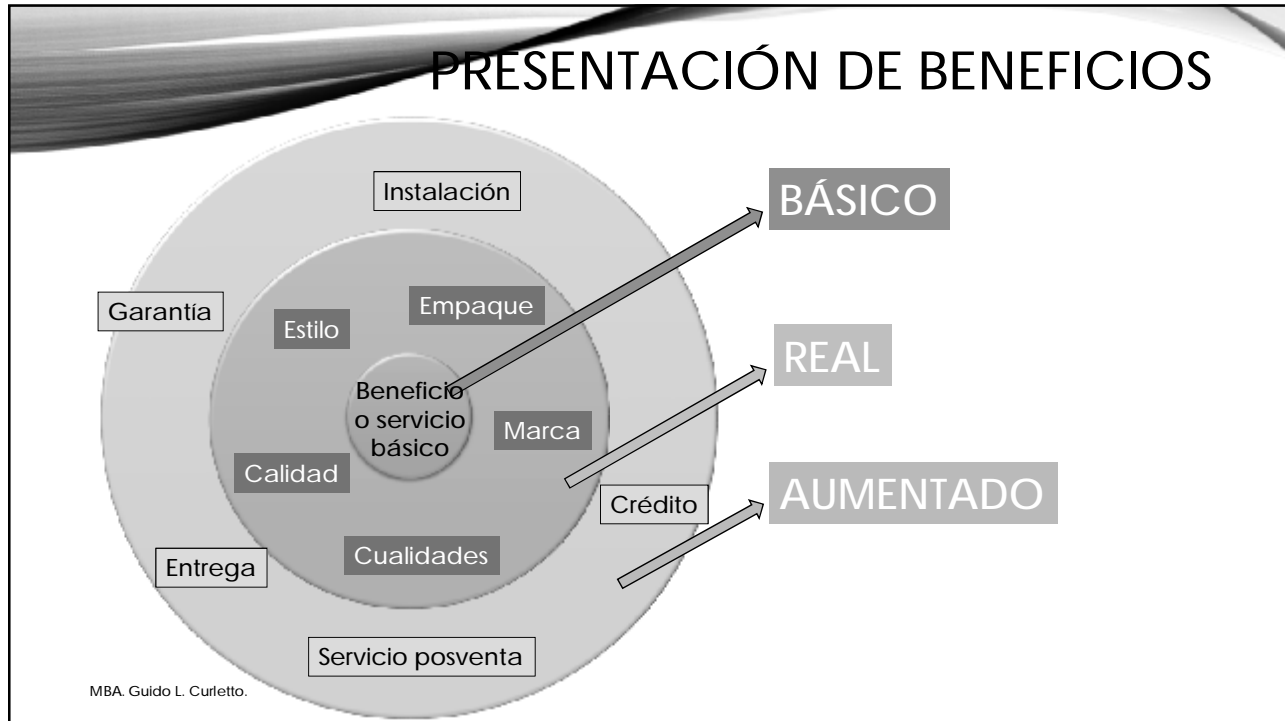 PRESENTACIÓN DE BENEFICIOS
Instalación
BÁSICO
Garantía
Estilo
Empaque
REAL
Beneficio
o servicio
básico
Marca
Calidad
Crédito
AUMENTADO
Cualidades
Entrega
Servicio posventa
MBA. Guido L. Curletto.